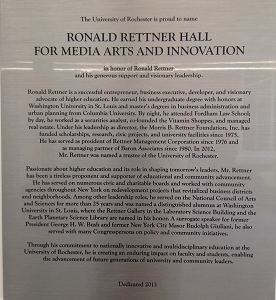 The University of Rochester is proud to name
RONALD RETTNER HALL
FOR MEDIA ARTS AND INNOVATION
in honor of Ronald Rettner
and his generous support and visionary leadership.
Ronald Rettner is a successful entrepreneur, business executive, developer, and visionary
advocate of higher education. He earned his undergraduate degree with honors at
Washington University in St. Louis and master's degrees in business administration and
urban planning from Columbia University. By night, he attended Fordham Law School;
by day, he worked as a securities analyst, co-founded the Vitamin Shoppes, and managed
real estate. Under his leadership as director, the Morris B. Rettner Foundation, Inc. has
funded scholarships, research, civic projects, and university facilities since 1975.
He has served as president of Rettner Management Corporation since 1976 and
as managing partner of Baron Associates since 1980. In 2012,
Mr. Rettner was named a trustee of the University of Rochester.
Passionate about higher education and its role in shaping tomorrow's leaders, Mr. Rettner
has been a tireless proponent and supporter of educational and community advancement.
He has served on numerous civic and charitable boards and worked with community
agencies throughout New York on redevelopment projects that revitalized business districts
and neighborhoods. Among other leadership roles, he served on the National Council of Arts
and Sciences for more than 25 years and was named a distinguished alumnus at Washington
University in St. Louis, where the Rettner Gallery in the Laboratory Science Building and the
Earth Planetary Science Library are named in his honor. A surrogate speaker for former
President George H. W. Bush and former New York City Mayor Rudolph Giuliani, he also
served with many Congressmen on policy and community initiatives.
Through his commitment to nationally innovative and multidisciplinary education at the
University of Rochester, he is creating an enduring impact on faculty and students, enabling
the advancement of future generations of university and community leaders.
Dedicated 2013